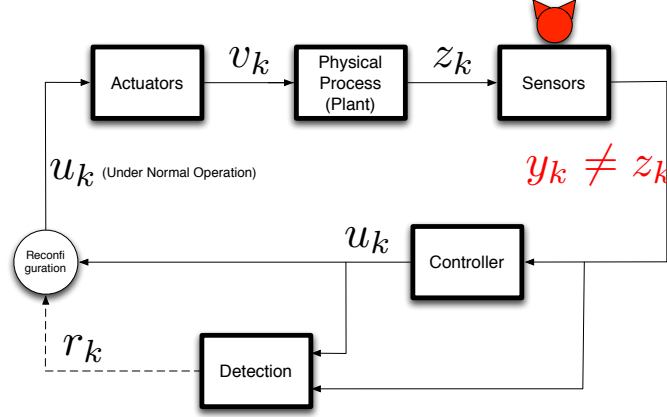 Actuators
v_k
Physical
Process
(Plant)
z_k
Sensors
u_k (Under Normal Operation)
y_k ≠ z_k
Reconfi
guration
u_k
Controller
r_k
Detection